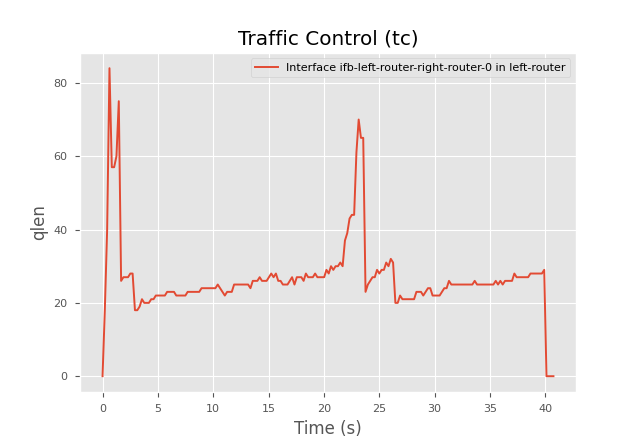 Traffic Control (tc)
Interface ifb-left-router-right-router-0 in left-router
80
60
40
20
0
qlen
0 5 10 15 20 25 30 35 40
Time (s)